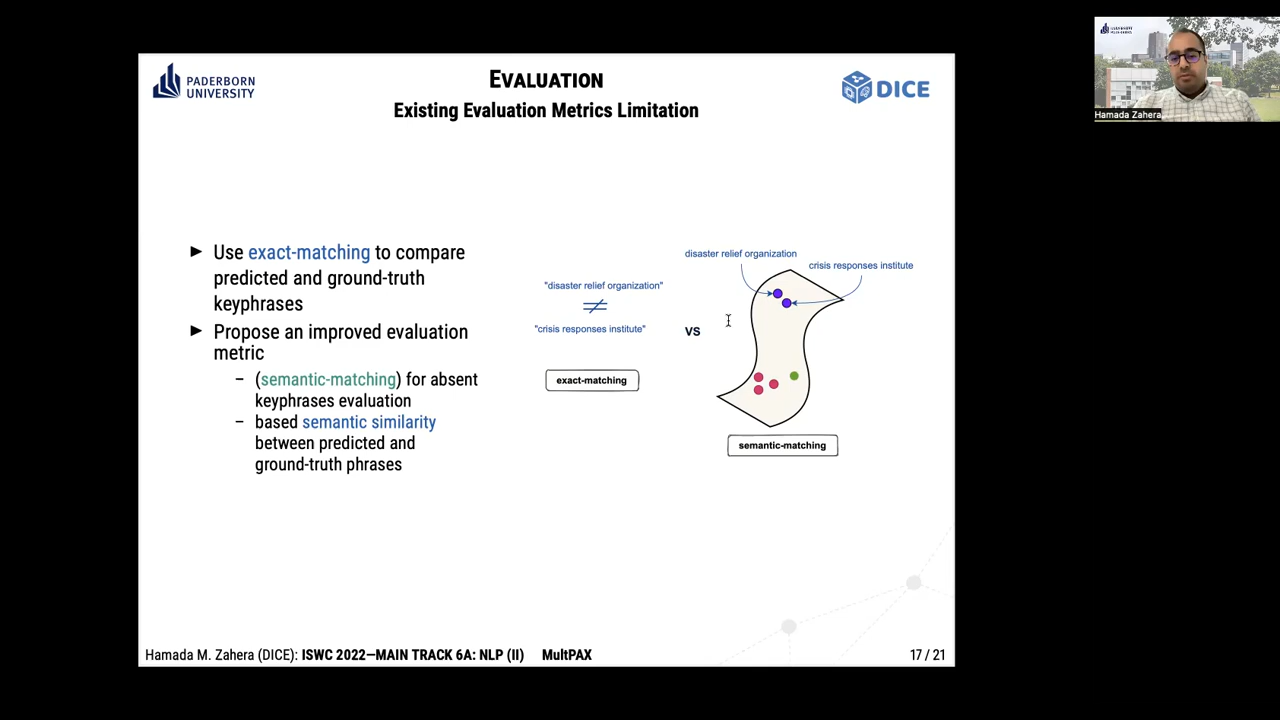 PADERBORN
UNIVERSITY
EVALUATION
Existing Evaluation Metrics Limitation
DICE
Hamada Zahera
► Use exact-matching to compare
predicted and ground-truth
keyphrases
► Propose an improved evaluation
metric
– (semantic-matching) for absent
keyphrases evaluation
– based semantic similarity
between predicted and
ground-truth phrases
"disaster relief organization"
≠
"crisis responses institute"
exact-matching
VS
disaster relief organization
crisis responses institute
semantic-matching
Hamada M. Zahera (DICE): ISWC 2022—MAIN TRACK 6A: NLP (II) MultPAX
17 / 21